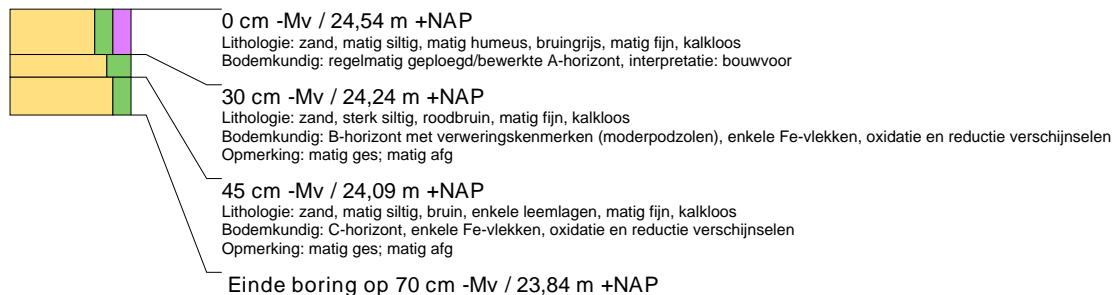 0 cm -Mv / 24,54 m +NAP
Lithologie: zand, matig siltig, matig humeus, bruingrijs, matig fijn, kalkloos
Bodemkundig: regelmatig geploegd/bewerkte A-horizont, interpretatie: bouwvoor
30 cm -Mv / 24,24 m +NAP
Lithologie: zand, sterk siltig, roodbruin, matig fijn, kalkloos
Bodemkundig: B-horizont met verweringskenmerken (moderpodzolen), enkele Fe-vlekken, oxidatie en reductie verschijnselen
Opmerking: matig ges; matig afg
45 cm -Mv / 24,09 m +NAP
Lithologie: zand, matig siltig, bruin, enkele leemlagen, matig fijn, kalkloos
Bodemkundig: C-horizont, enkele Fe-vlekken, oxidatie en reductie verschijnselen
Opmerking: matig ges; matig afg
Einde boring op 70 cm -Mv / 23,84 m +NAP